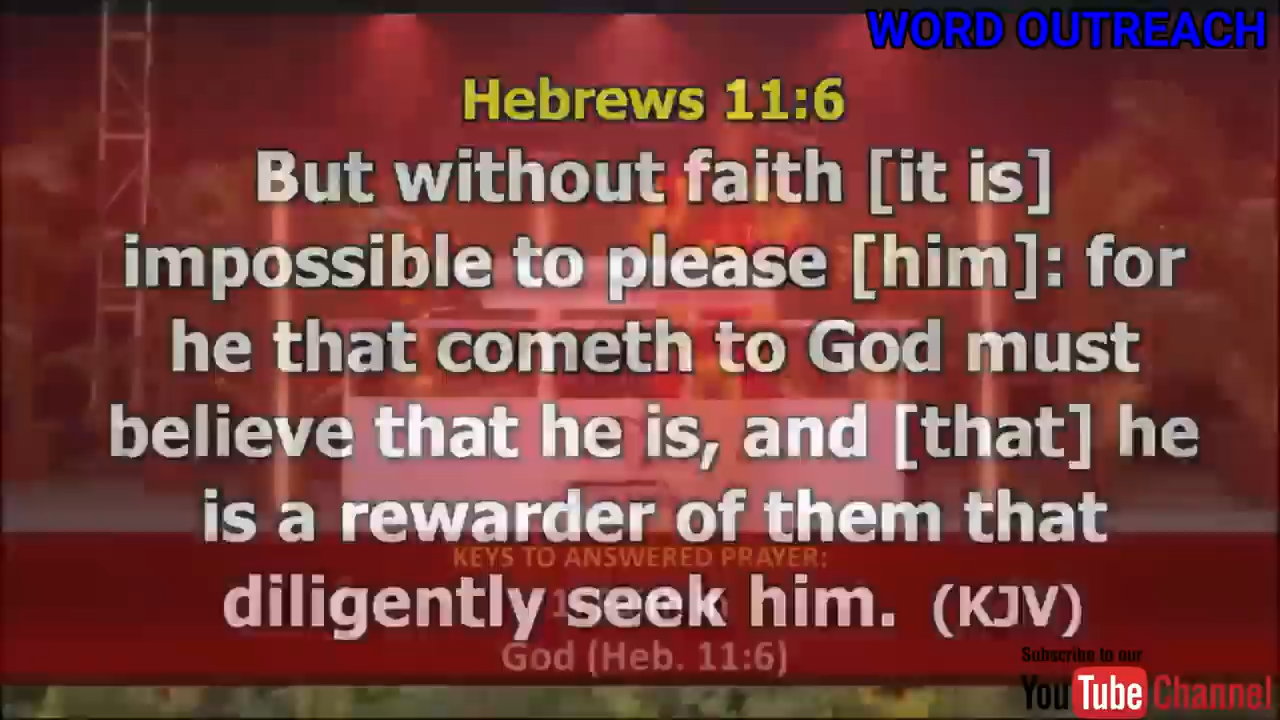 WORD OUTREACH
Hebrews 11:6
But without faith [it is]
impossible to please [him]: for
he that cometh to God must
believe that he is, and [that] he
is a rewarder of them that
KEYS TO ANSWERED PRAYER:
diligently seek him. (KJV)
God (Heb. 11:6)
Subscribe to our
YouTube Channel